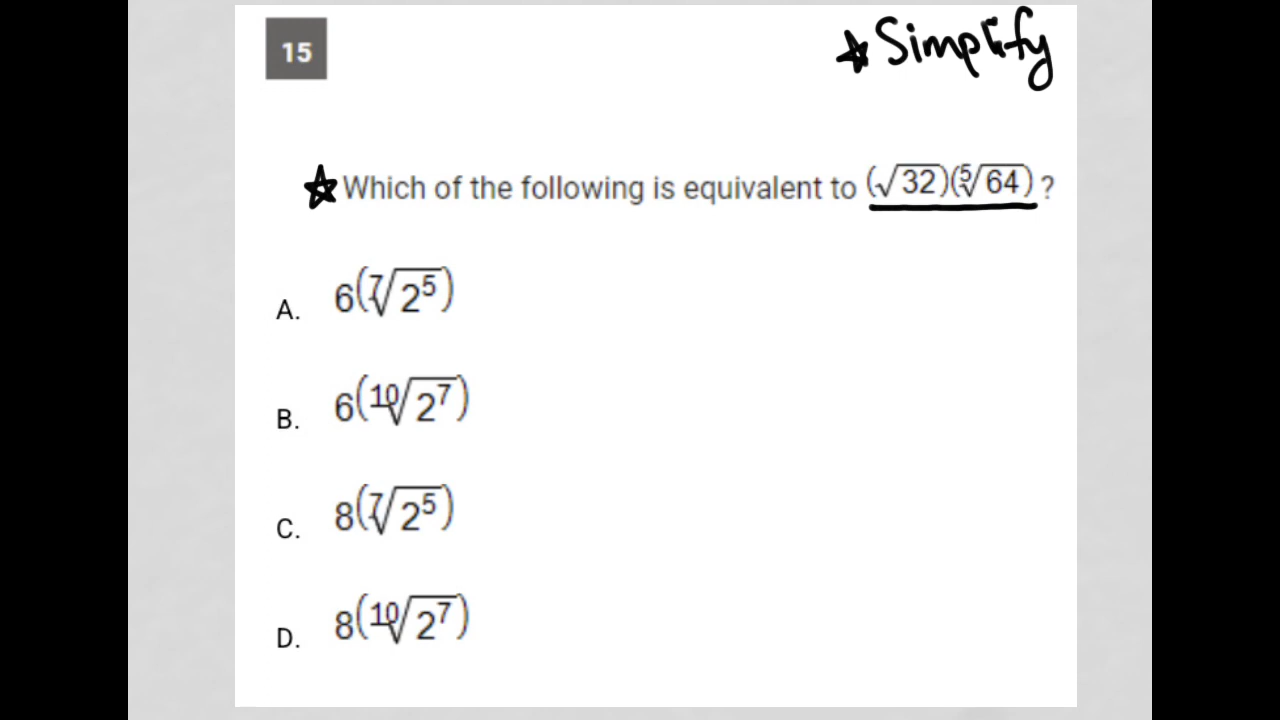 15
☆ Simplify
☆ Which of the following is equivalent to (√32)(⁵√64) ?
A. 6(⁷√2⁵)
B. 6(¹⁰√2⁷)
C. 8(⁷√2⁵)
D. 8(¹⁰√2⁷)